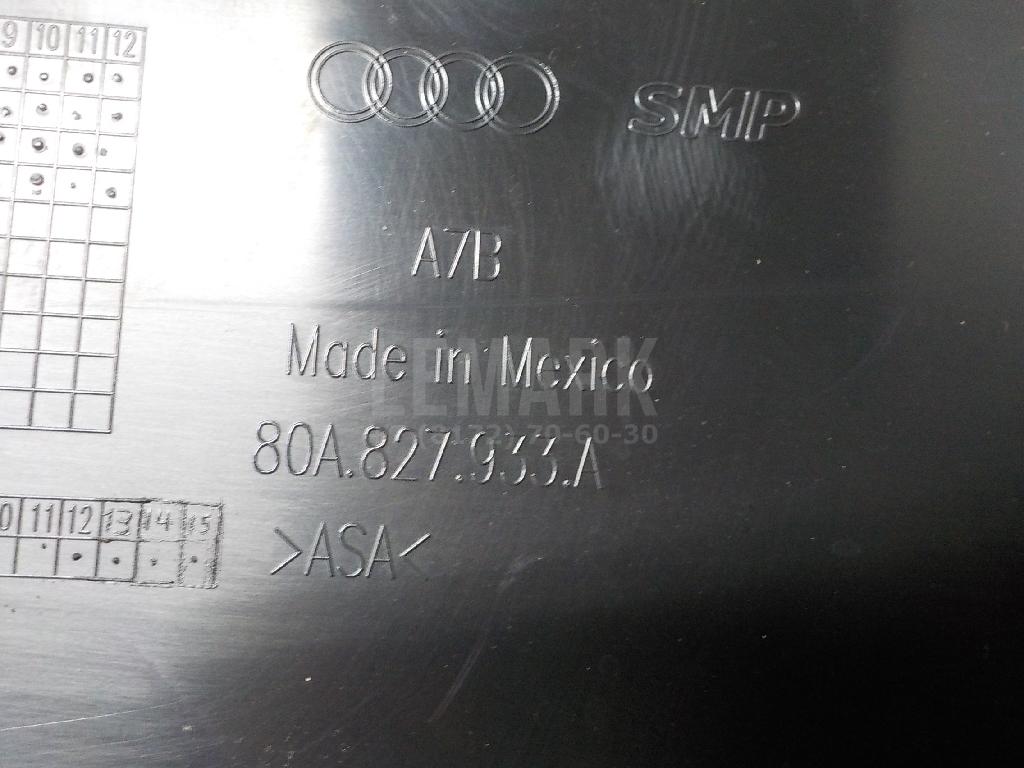 9 10 11 12
SMP
A7B
Made in Mexico
LEMARK
80A.827.933.A
0 11 12 13 14 15
>ASA<